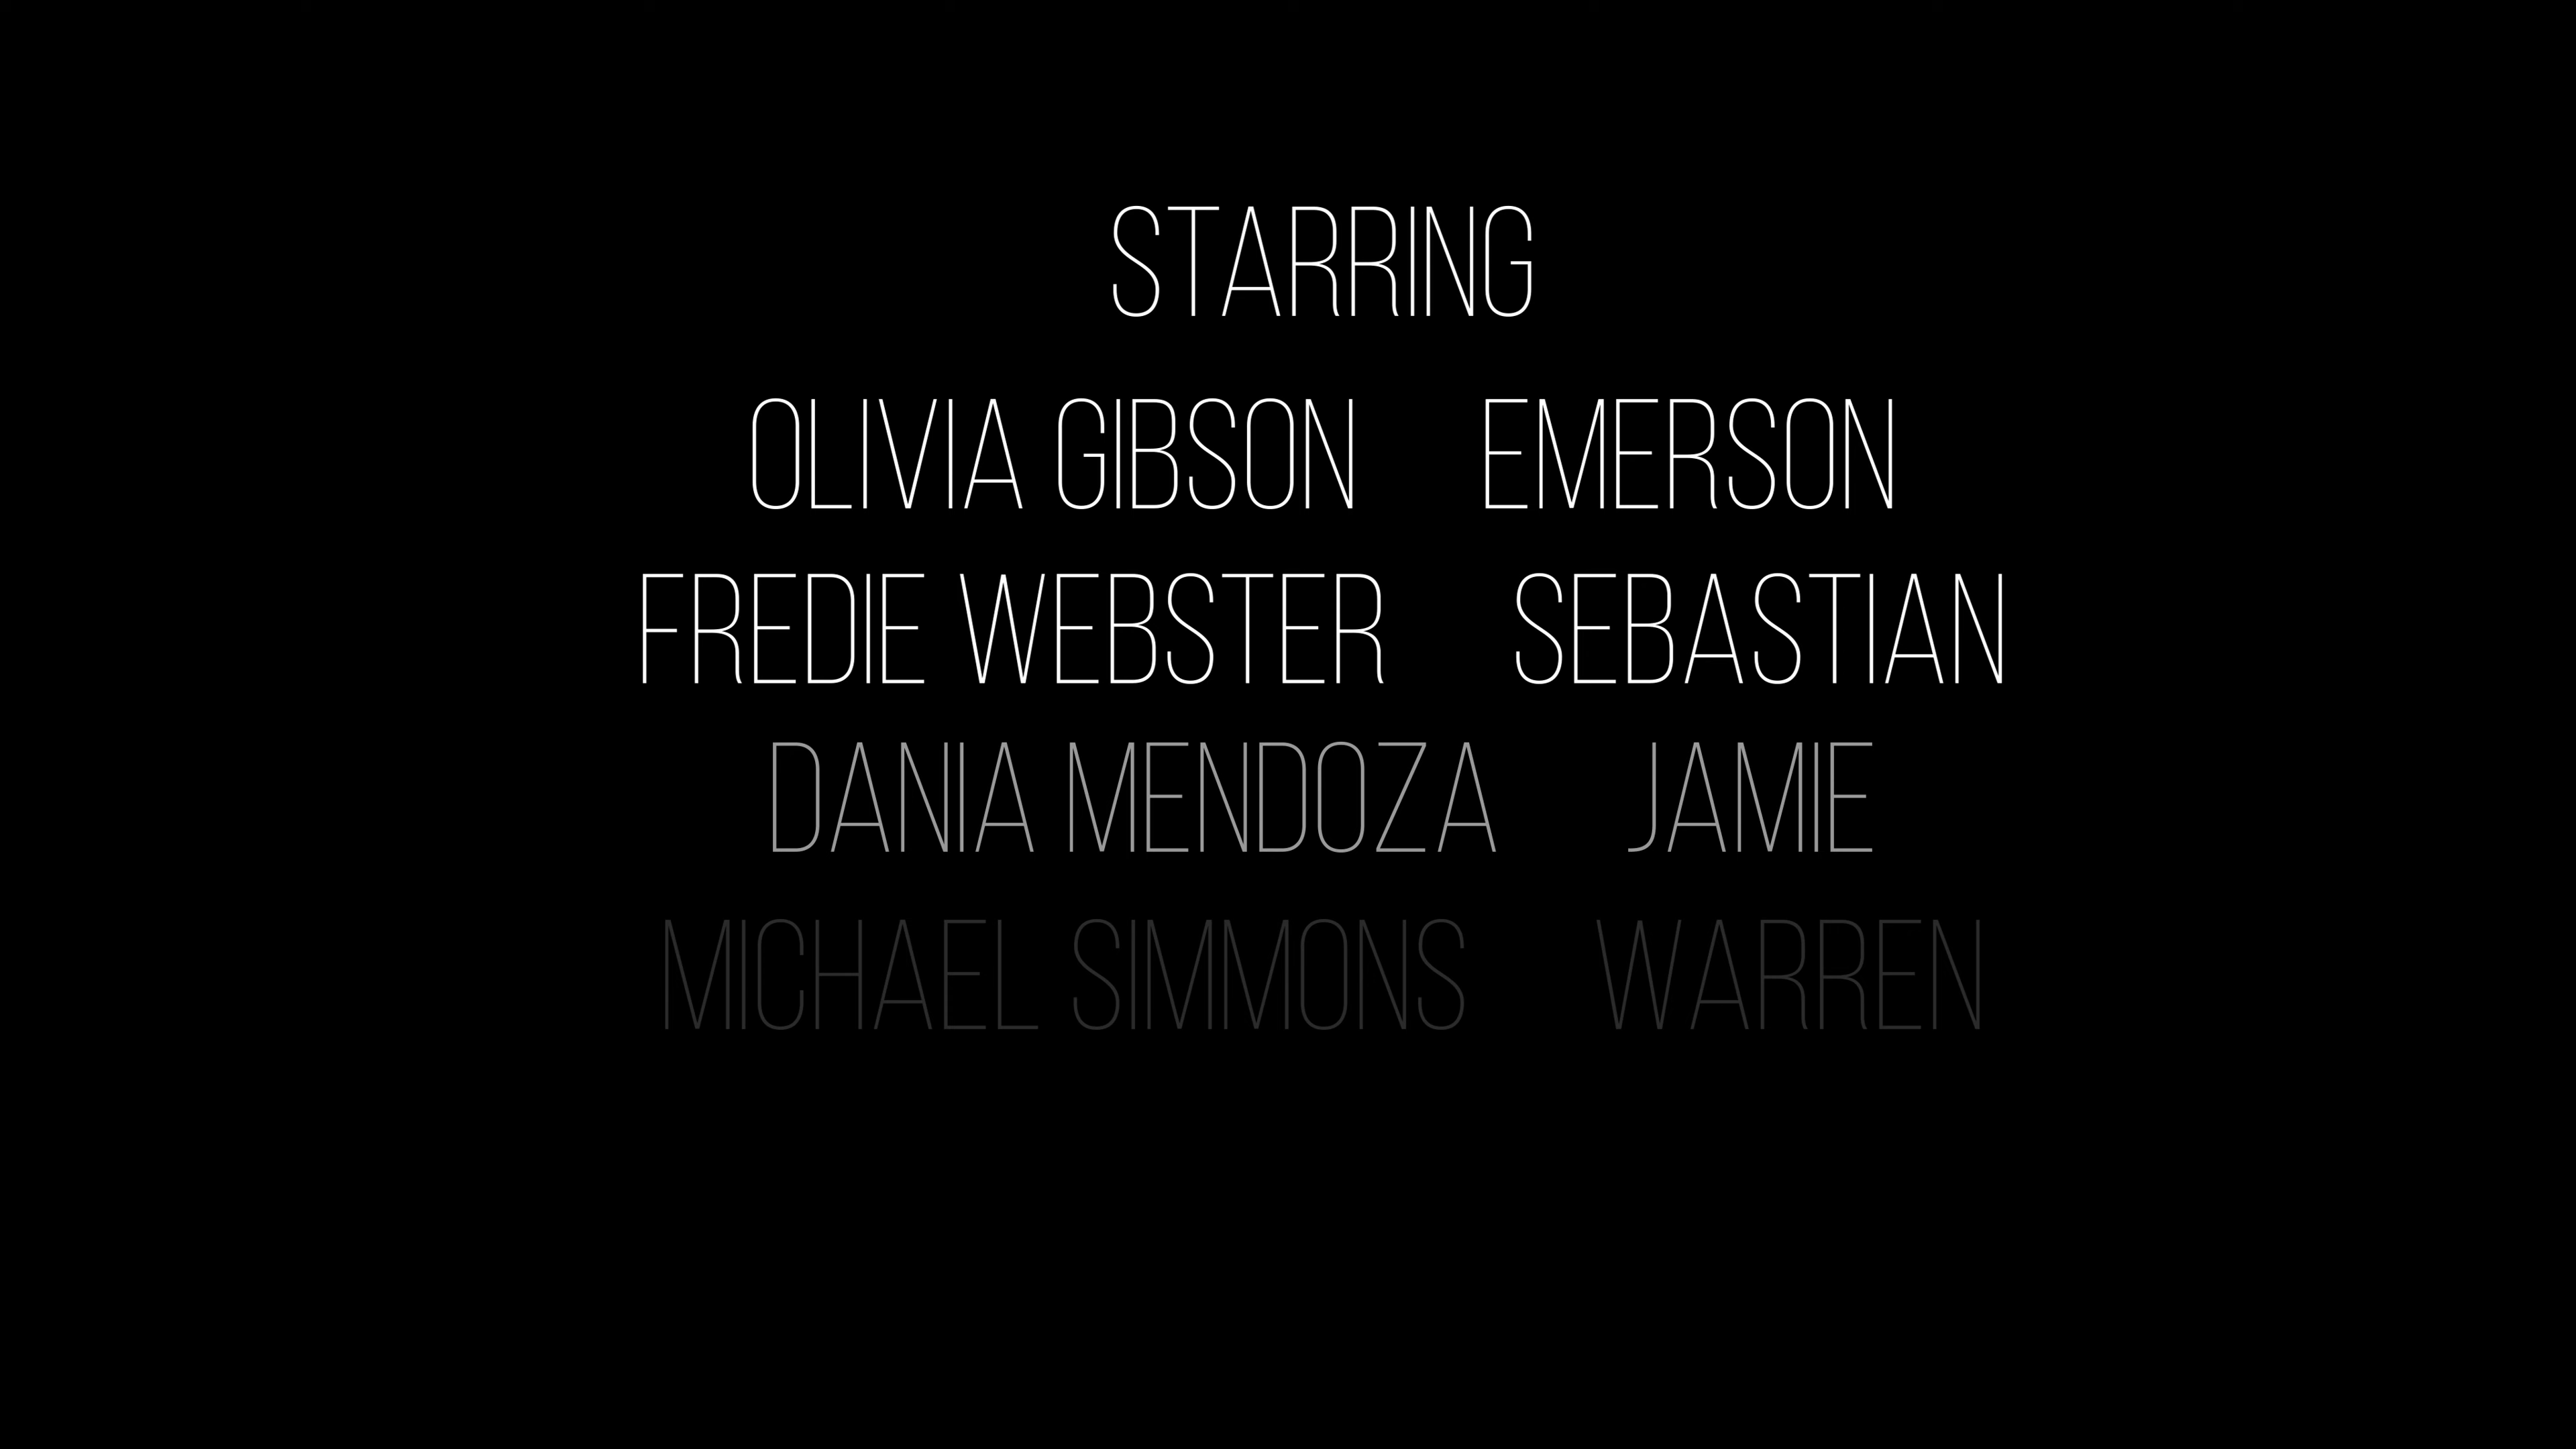 STARRING
OLIVIA GIBSON EMERSON
FREDIE WEBSTER SEBASTIAN
DANIA MENDOZA JAMIE
MICHAEL SIMMONS WARREN